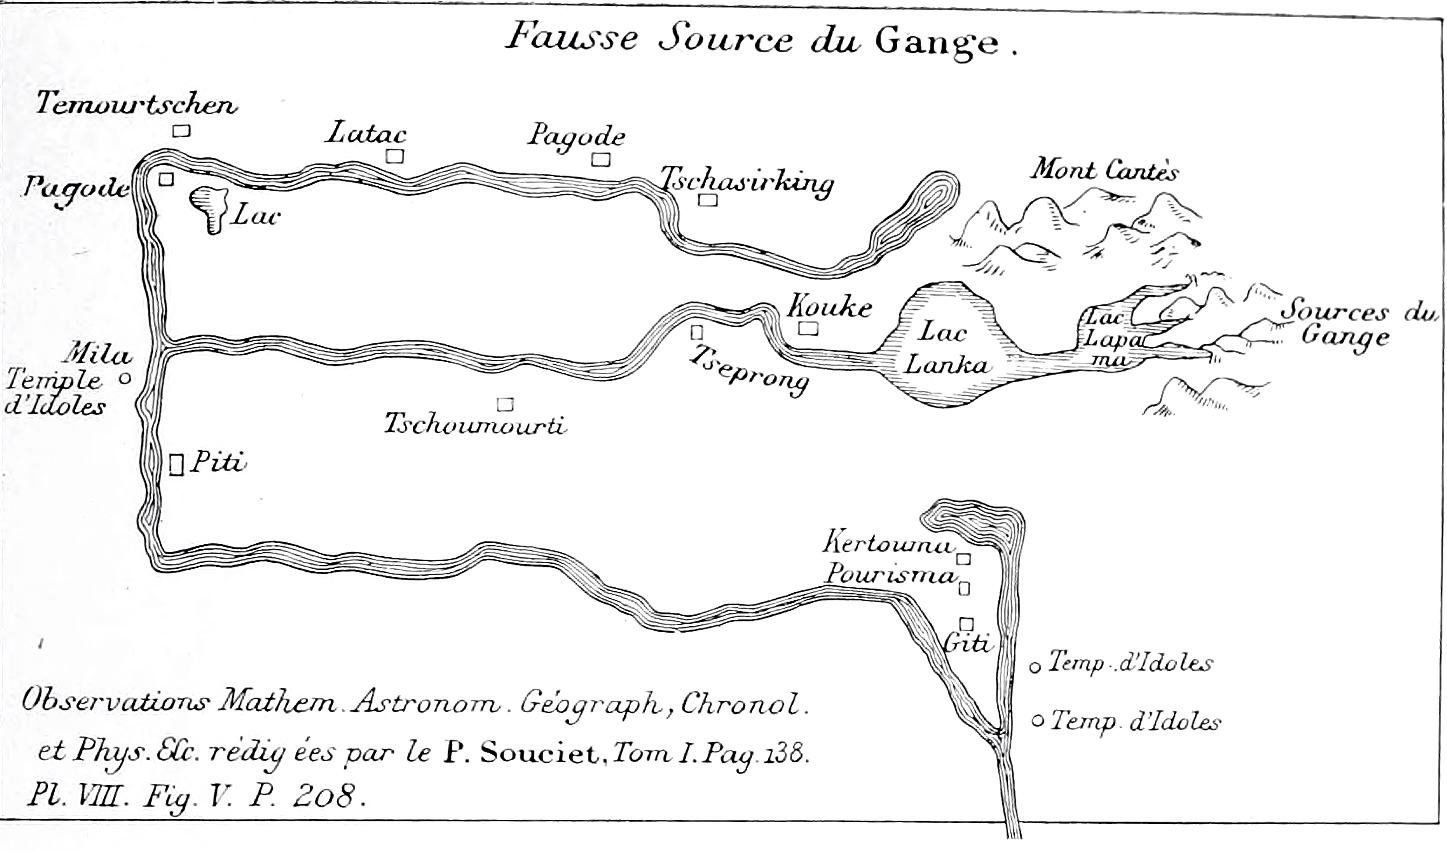 Fausse Source du Gange.
Temourtschen
Latac
Pagode
Tschasirking
Mont Cantès
Pagode
Lac
Kouke
Lac
Lanka
Lac
Lapa
ma
Sources du
Gange
Mila
Temple
d'Idoles
Tseprong
Tschoumourti
Piti
Kertouna
Pourisma
Giti
Temp. d'Idoles
Temp. d'Idoles
Observations Mathem. Astronom. Géograph, Chronol.
et Phys. &c. rédigées par le P. Souciet, Tom I. Pag. 138.
Pl. VIII. Fig. V. P. 208.